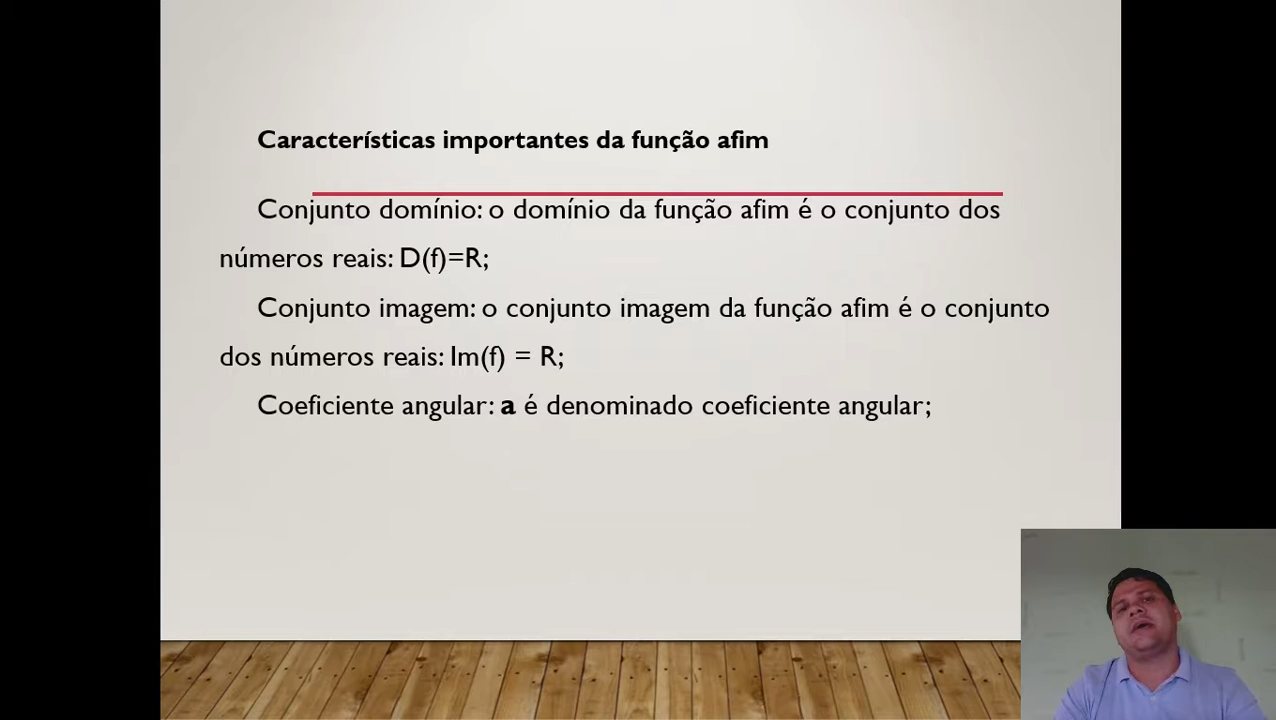 Características importantes da função afim
Conjunto domínio: o domínio da função afim é o conjunto dos
números reais: D(f)=R;
Conjunto imagem: o conjunto imagem da função afim é o conjunto
dos números reais: Im(f) = R;
Coeficiente angular: a é denominado coeficiente angular;